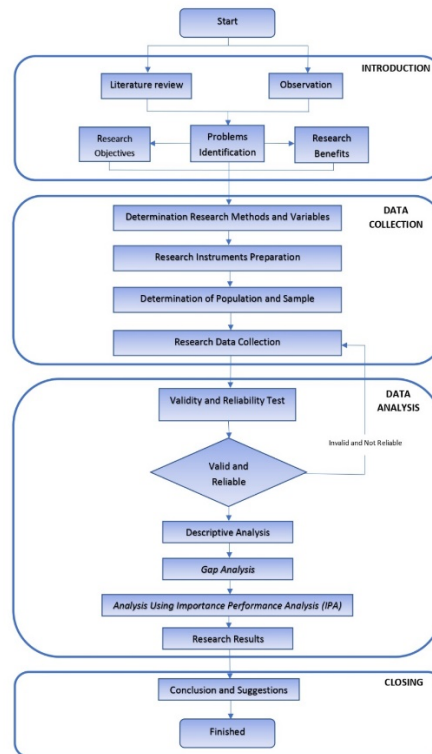 Start
INTRODUCTION
Literature review
Observation
Research
Objectives
Problems
Identification
Research
Benefits
DATA
COLLECTION
Determination Research Methods and Variables
Research Instruments Preparation
Determination of Population and Sample
Research Data Collection
DATA
ANALYSIS
Validity and Reliability Test
Invalid and Not Reliable
Valid and
Reliable
Descriptive Analysis
Gap Analysis
Analysis Using Importance Performance Analysis (IPA)
Research Results
CLOSING
Conclusion and Suggestions
Finished